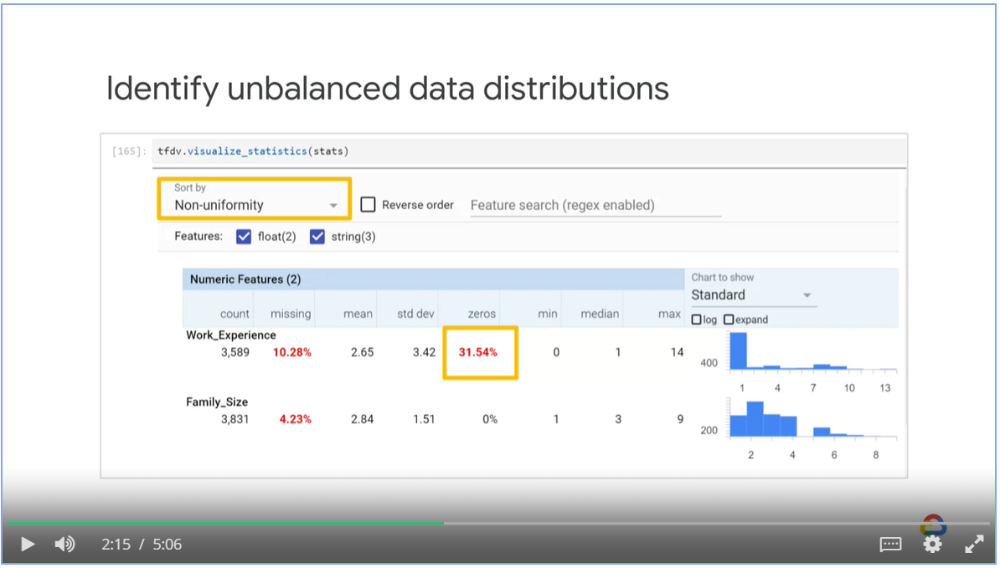 Identify unbalanced data distributions
[165]: tfdv.visualize_statistics(stats)
Sort by
Non-uniformity
Reverse order
Feature search (regex enabled)
Features: float(2) string(3)
Numeric Features (2)
Chart to show
Standard
count missing mean std dev zeros min median max
log expand
Work_Experience
3,589 10.28% 2.65 3.42 31.54% 0 1 14
400
1 4 7 10 13
Family_Size
3,831 4.23% 2.84 1.51 0% 1 3 9
200
2 4 6 8
2:15 / 5:06